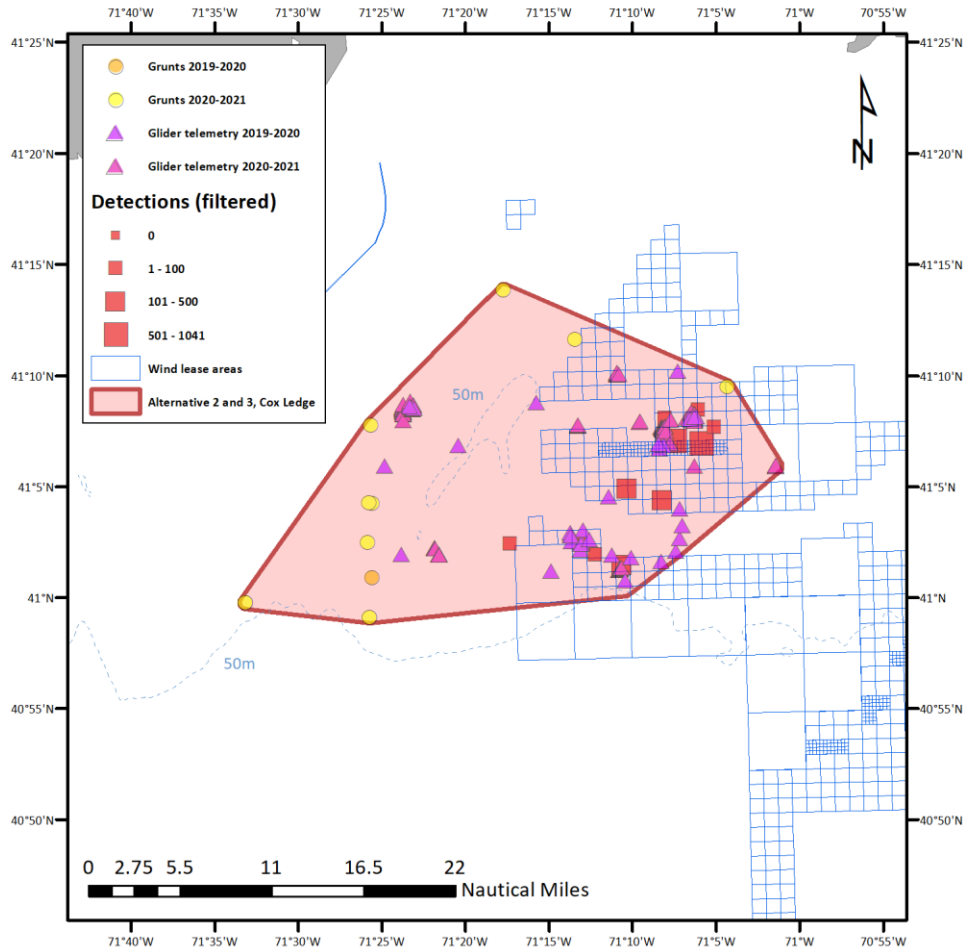 71°40'W 71°35'W 71°30'W 71°25'W 71°20'W 71°15'W 71°10'W 71°5'W 71°W 70°55'W
41°25'N 41°25'N
Grunts 2019-2020
Grunts 2020-2021
Glider telemetry 2019-2020
Glider telemetry 2020-2021
Detections (filtered)
0
1 - 100
101 - 500
501 - 1041
Wind lease areas
Alternative 2 and 3, Cox Ledge
N
41°20'N 41°20'N
41°15'N 41°15'N
41°10'N 41°10'N
50m
41°5'N 41°5'N
41°N 41°N
50m
40°55'N 40°55'N
40°50'N 40°50'N
0 2.75 5.5 11 16.5 22
Nautical Miles
71°40'W 71°35'W 71°30'W 71°25'W 71°20'W 71°15'W 71°10'W 71°5'W 71°W 70°55'W